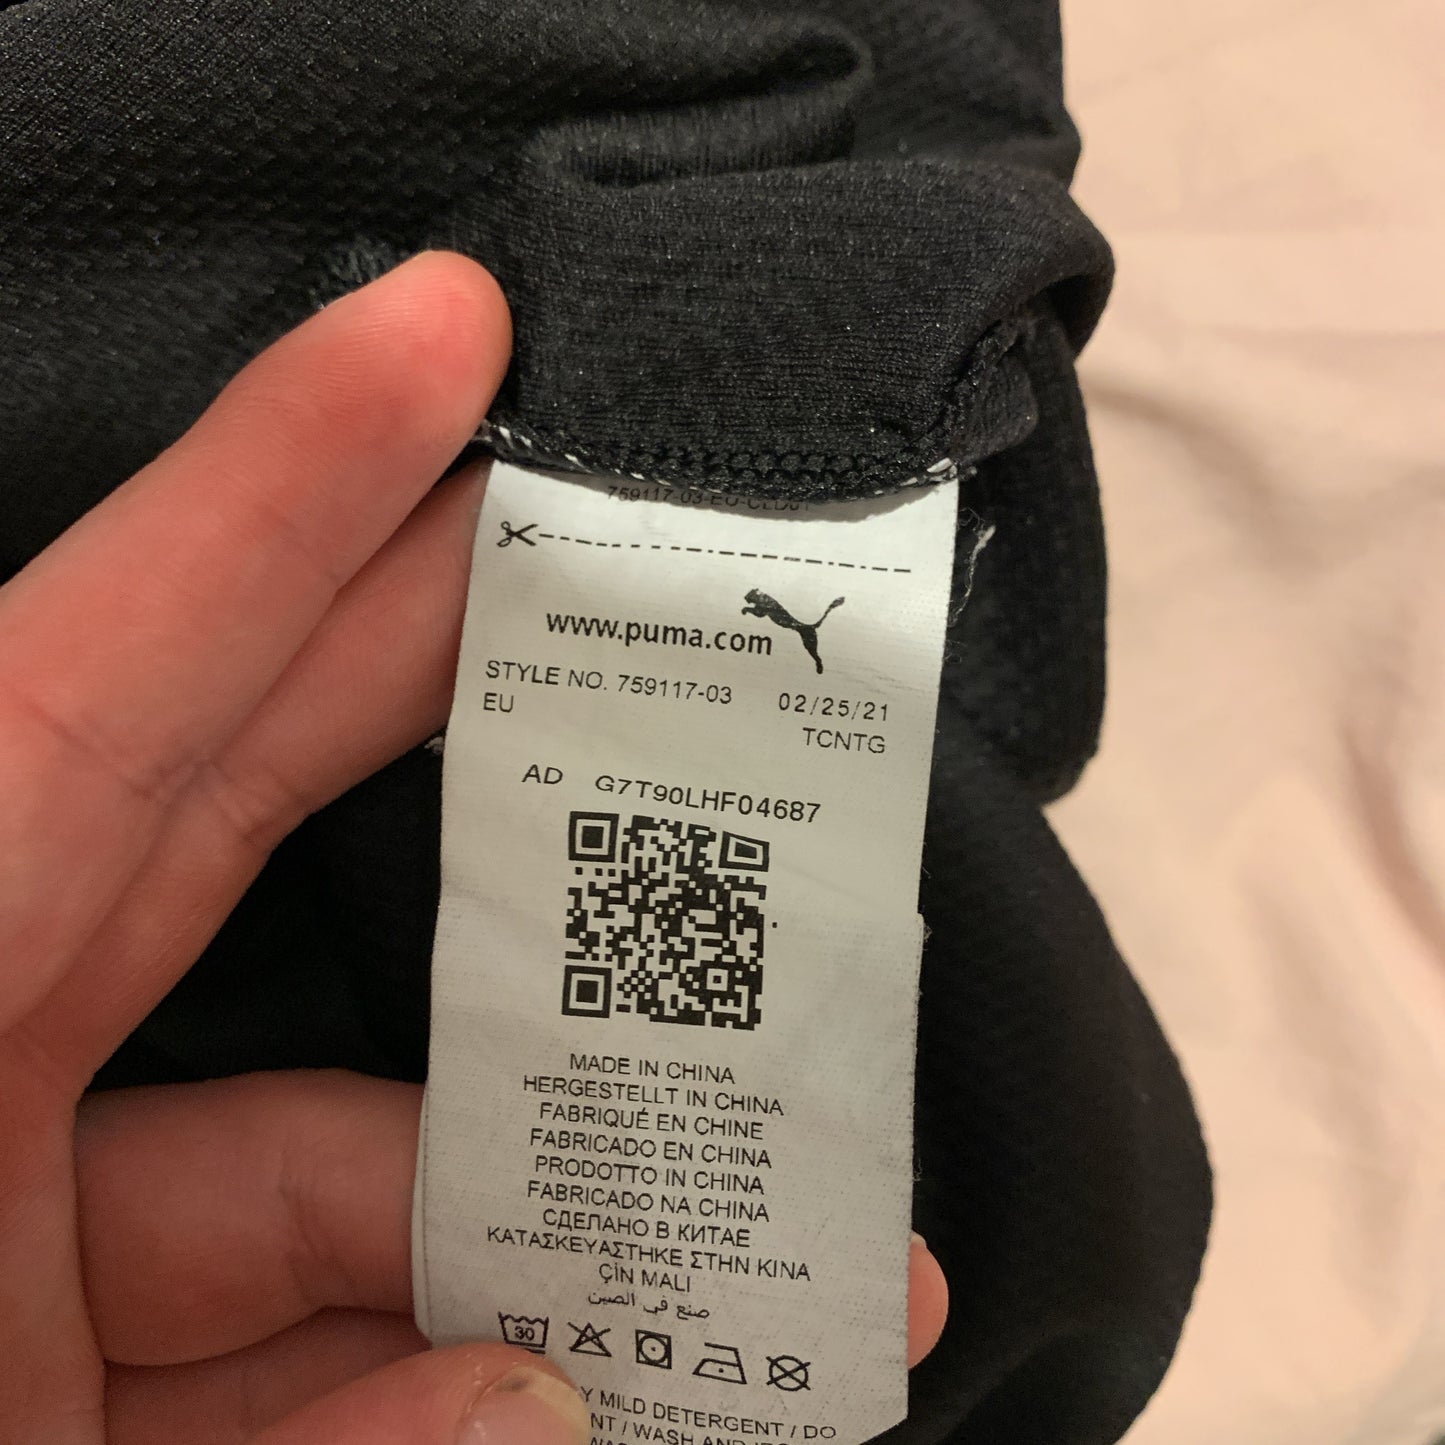 759117-03-EU-CLD01
www.puma.com
STYLE NO. 759117-03 02/25/21
EU TCNTG
AD G7T90LHF04687
MADE IN CHINA
HERGESTELLT IN CHINA
FABRIQUÉ EN CHINE
FABRICADO EN CHINA
PRODOTTO IN CHINA
FABRICADO NA CHINA
СДЕЛАНО В КИТАЕ
ΚΑΤΑΣΚΕΥΑΣΤΗΚΕ ΣΤΗΝ ΚΙΝΑ
ÇİN MALI
صنع في الصين
30
MILD DETERGENT / DO
/ WASH AND